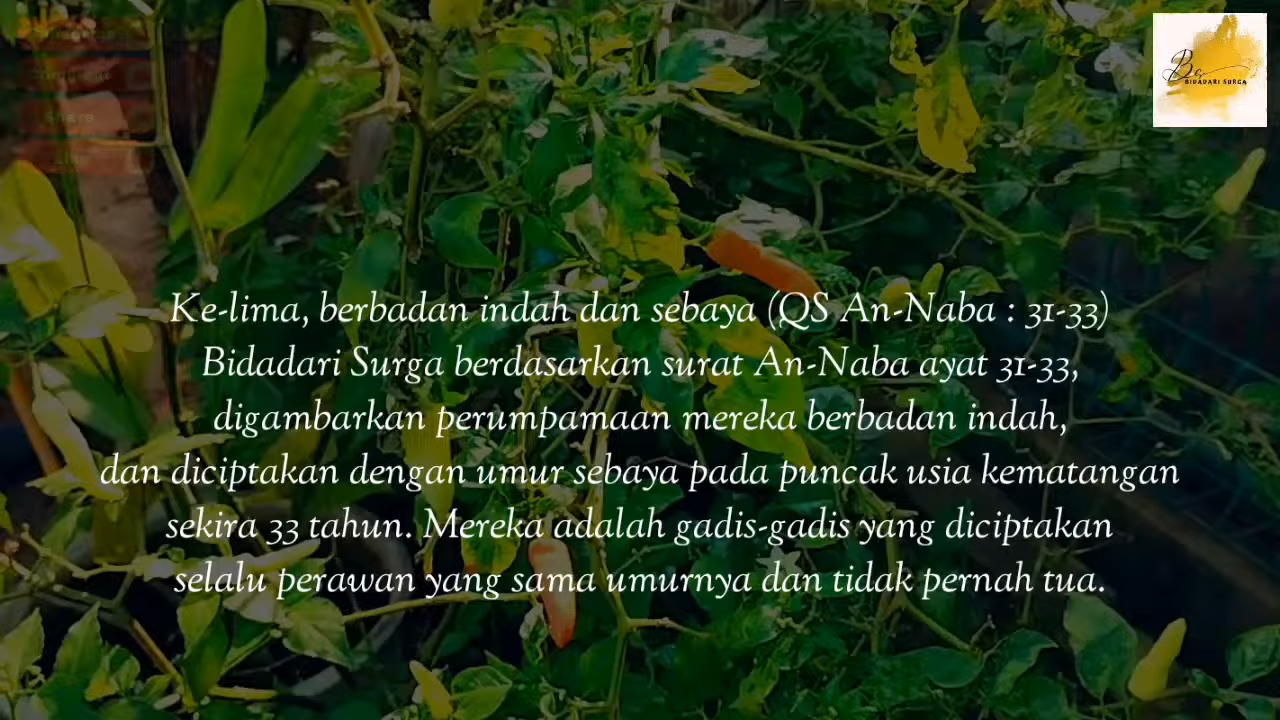 Share
Bs
BIDADARI SURGA
Ke-lima, berbadan indah dan sebaya (QS An-Naba : 31-33)
Bidadari Surga berdasarkan surat An-Naba ayat 31-33,
digambarkan perumpamaan mereka berbadan indah,
dan diciptakan dengan umur sebaya pada puncak usia kematangan
sekira 33 tahun. Mereka adalah gadis-gadis yang diciptakan
selalu perawan yang sama umurnya dan tidak pernah tua.